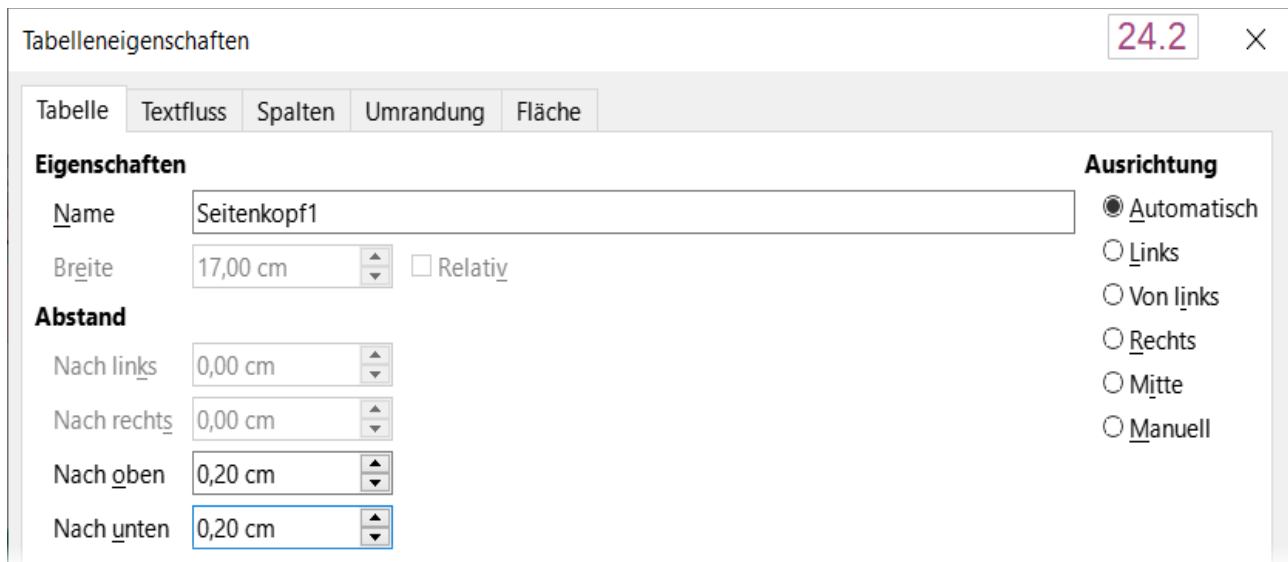 Tabelleneigenschaften 24.2
Tabelle Textfluss Spalten Umrandung Fläche
Eigenschaften
Name Seitenkopf1
Breite 17,00 cm Relativ
Abstand
Nach links 0,00 cm
Nach rechts 0,00 cm
Nach oben 0,20 cm
Nach unten 0,20 cm
Ausrichtung
Automatisch
Links
Von links
Rechts
Mitte
Manuell